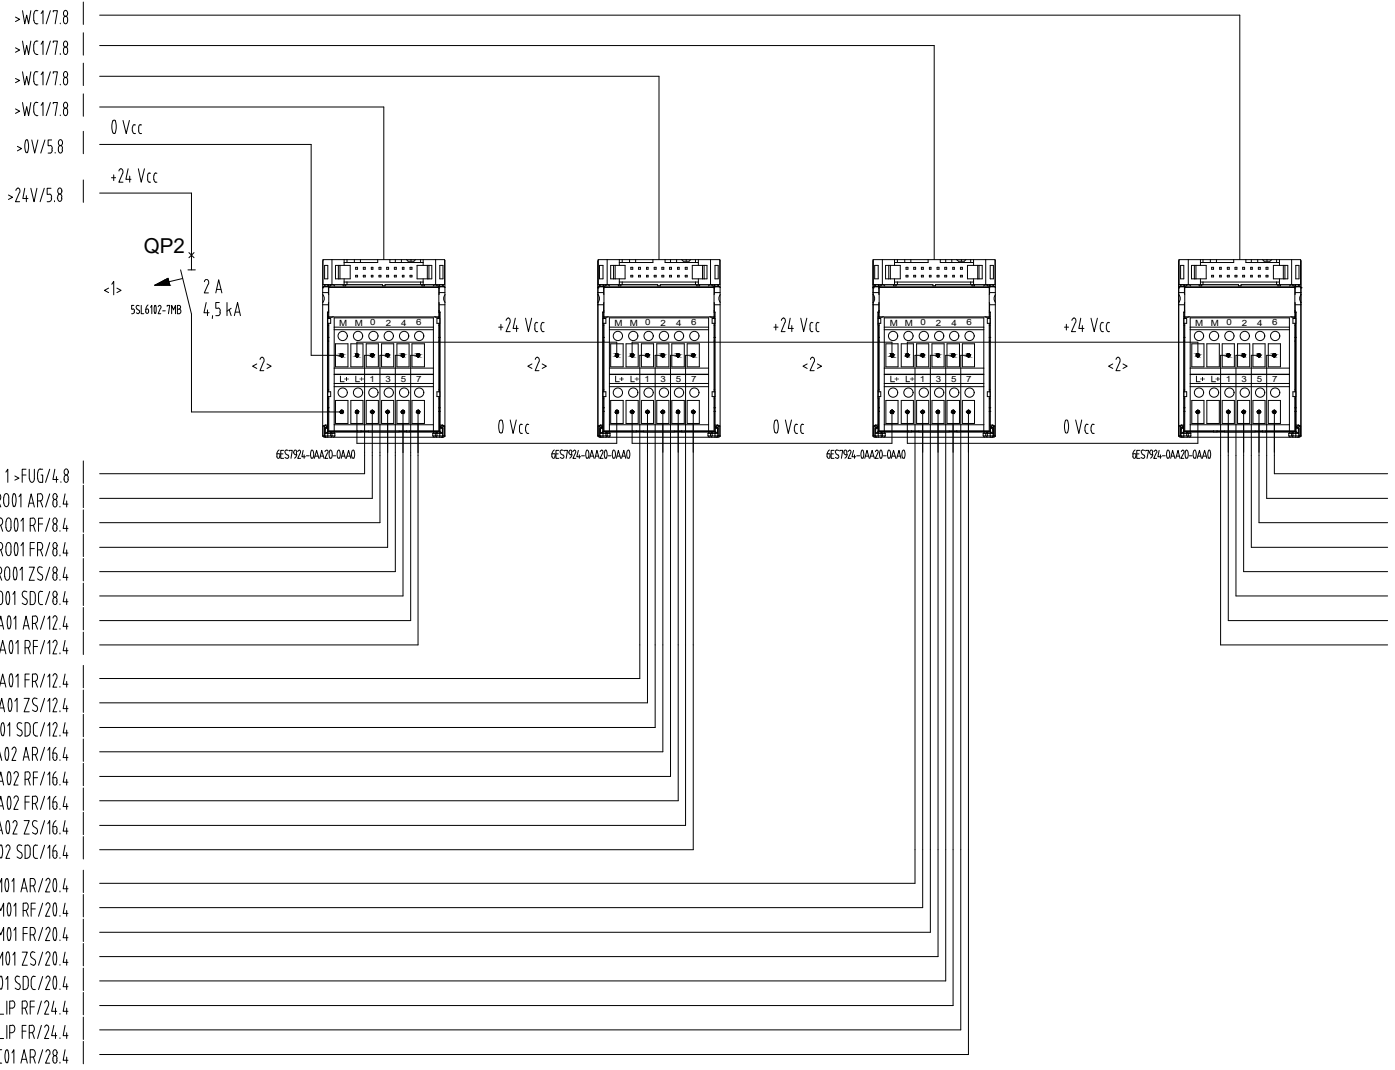 >WC1/7.8
>WC1/7.8
>WC1/7.8
>WC1/7.8
0 Vcc
>0V/5.8
+24 Vcc
>24V/5.8
QP2
<1>
2 A
5SL6102-7MB
4,5 kA
+24 Vcc
+24 Vcc
+24 Vcc
M M 0 2 4 6
M M 0 2 4 6
M M 0 2 4 6
M M 0 2 4 6
<2>
<2>
<2>
<2>
L+ L+ 1 3 5 7
L+ L+ 1 3 5 7
L+ L+ 1 3 5 7
L+ L+ 1 3 5 7
0 Vcc
0 Vcc
0 Vcc
6ES7924-0AA20-0AA0
6ES7924-0AA20-0AA0
6ES7924-0AA20-0AA0
6ES7924-0AA20-0AA0
1 >FUG/4.8
RO01 AR/8.4
RO01 RF/8.4
RO01 FR/8.4
RO01 ZS/8.4
O01 SDC/8.4
A01 AR/12.4
A01 RF/12.4
A01 FR/12.4
A01 ZS/12.4
01 SDC/12.4
A02 AR/16.4
A02 RF/16.4
A02 FR/16.4
A02 ZS/16.4
02 SDC/16.4
M01 AR/20.4
M01 RF/20.4
M01 FR/20.4
M01 ZS/20.4
01 SDC/20.4
LIP RF/24.4
LIP FR/24.4
C01 AR/28.4